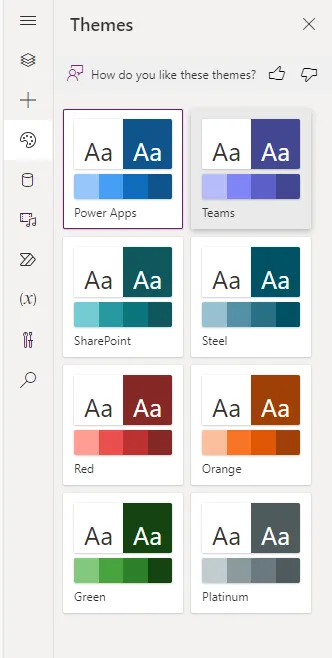 Themes
How do you like these themes?
Aa Aa
Power Apps
Aa Aa
Teams
Aa Aa
SharePoint
Aa Aa
Steel
(x)
Aa Aa
Red
Aa Aa
Orange
Aa Aa
Green
Aa Aa
Platinum